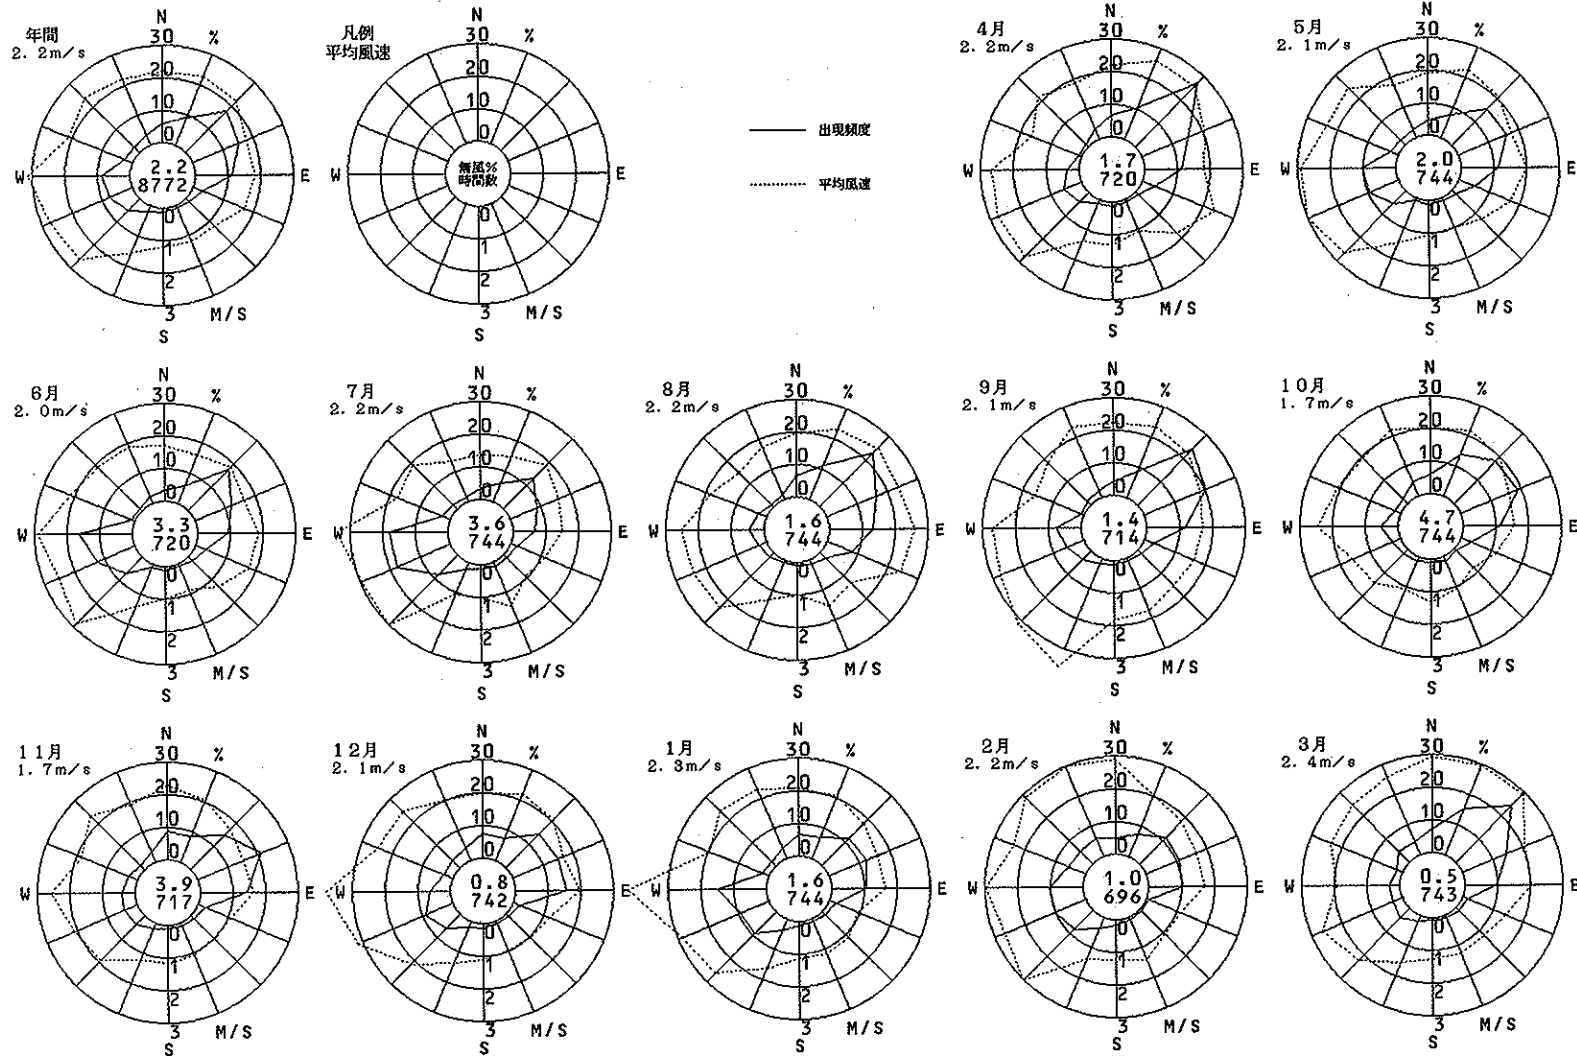 年間
2.2m/s
N
30 %
20
10
0
2.2
8772
W
E
0
1
2
3 M/S
S
凡例
平均風速
N
30 %
20
10
0
無風%
時間数
W
E
0
1
2
3 M/S
S
出現頻度
平均風速
4月
2.2m/s
N
30 %
20
10
0
1.7
720
W
E
0
1
2
3 M/S
S
5月
2.1m/s
N
30 %
20
10
0
2.0
744
W
E
0
1
2
3 M/S
S
6月
2.0m/s
N
30 %
20
10
0
3.3
720
W
E
0
1
2
3 M/S
S
7月
2.2m/s
N
30 %
20
10
0
3.6
744
W
E
0
1
2
3 M/S
S
8月
2.2m/s
N
30 %
20
10
0
1.6
744
W
E
0
1
2
3 M/S
S
9月
2.1m/s
N
30 %
20
10
0
1.4
714
W
E
0
1
2
3 M/S
S
10月
1.7m/s
N
30 %
20
10
0
4.7
744
W
E
0
1
2
3 M/S
S
11月
1.7m/s
N
30 %
20
10
0
3.9
717
W
E
0
1
2
3 M/S
S
12月
2.1m/s
N
30 %
20
10
0
0.8
742
W
E
0
1
2
3 M/S
S
1月
2.3m/s
N
30 %
20
10
0
1.6
744
W
E
0
1
2
3 M/S
S
2月
2.2m/s
N
30 %
20
10
0
1.0
696
W
E
0
1
2
3 M/S
S
3月
2.4m/s
N
30 %
20
10
0
0.5
743
W
E
0
1
2
3 M/S
S